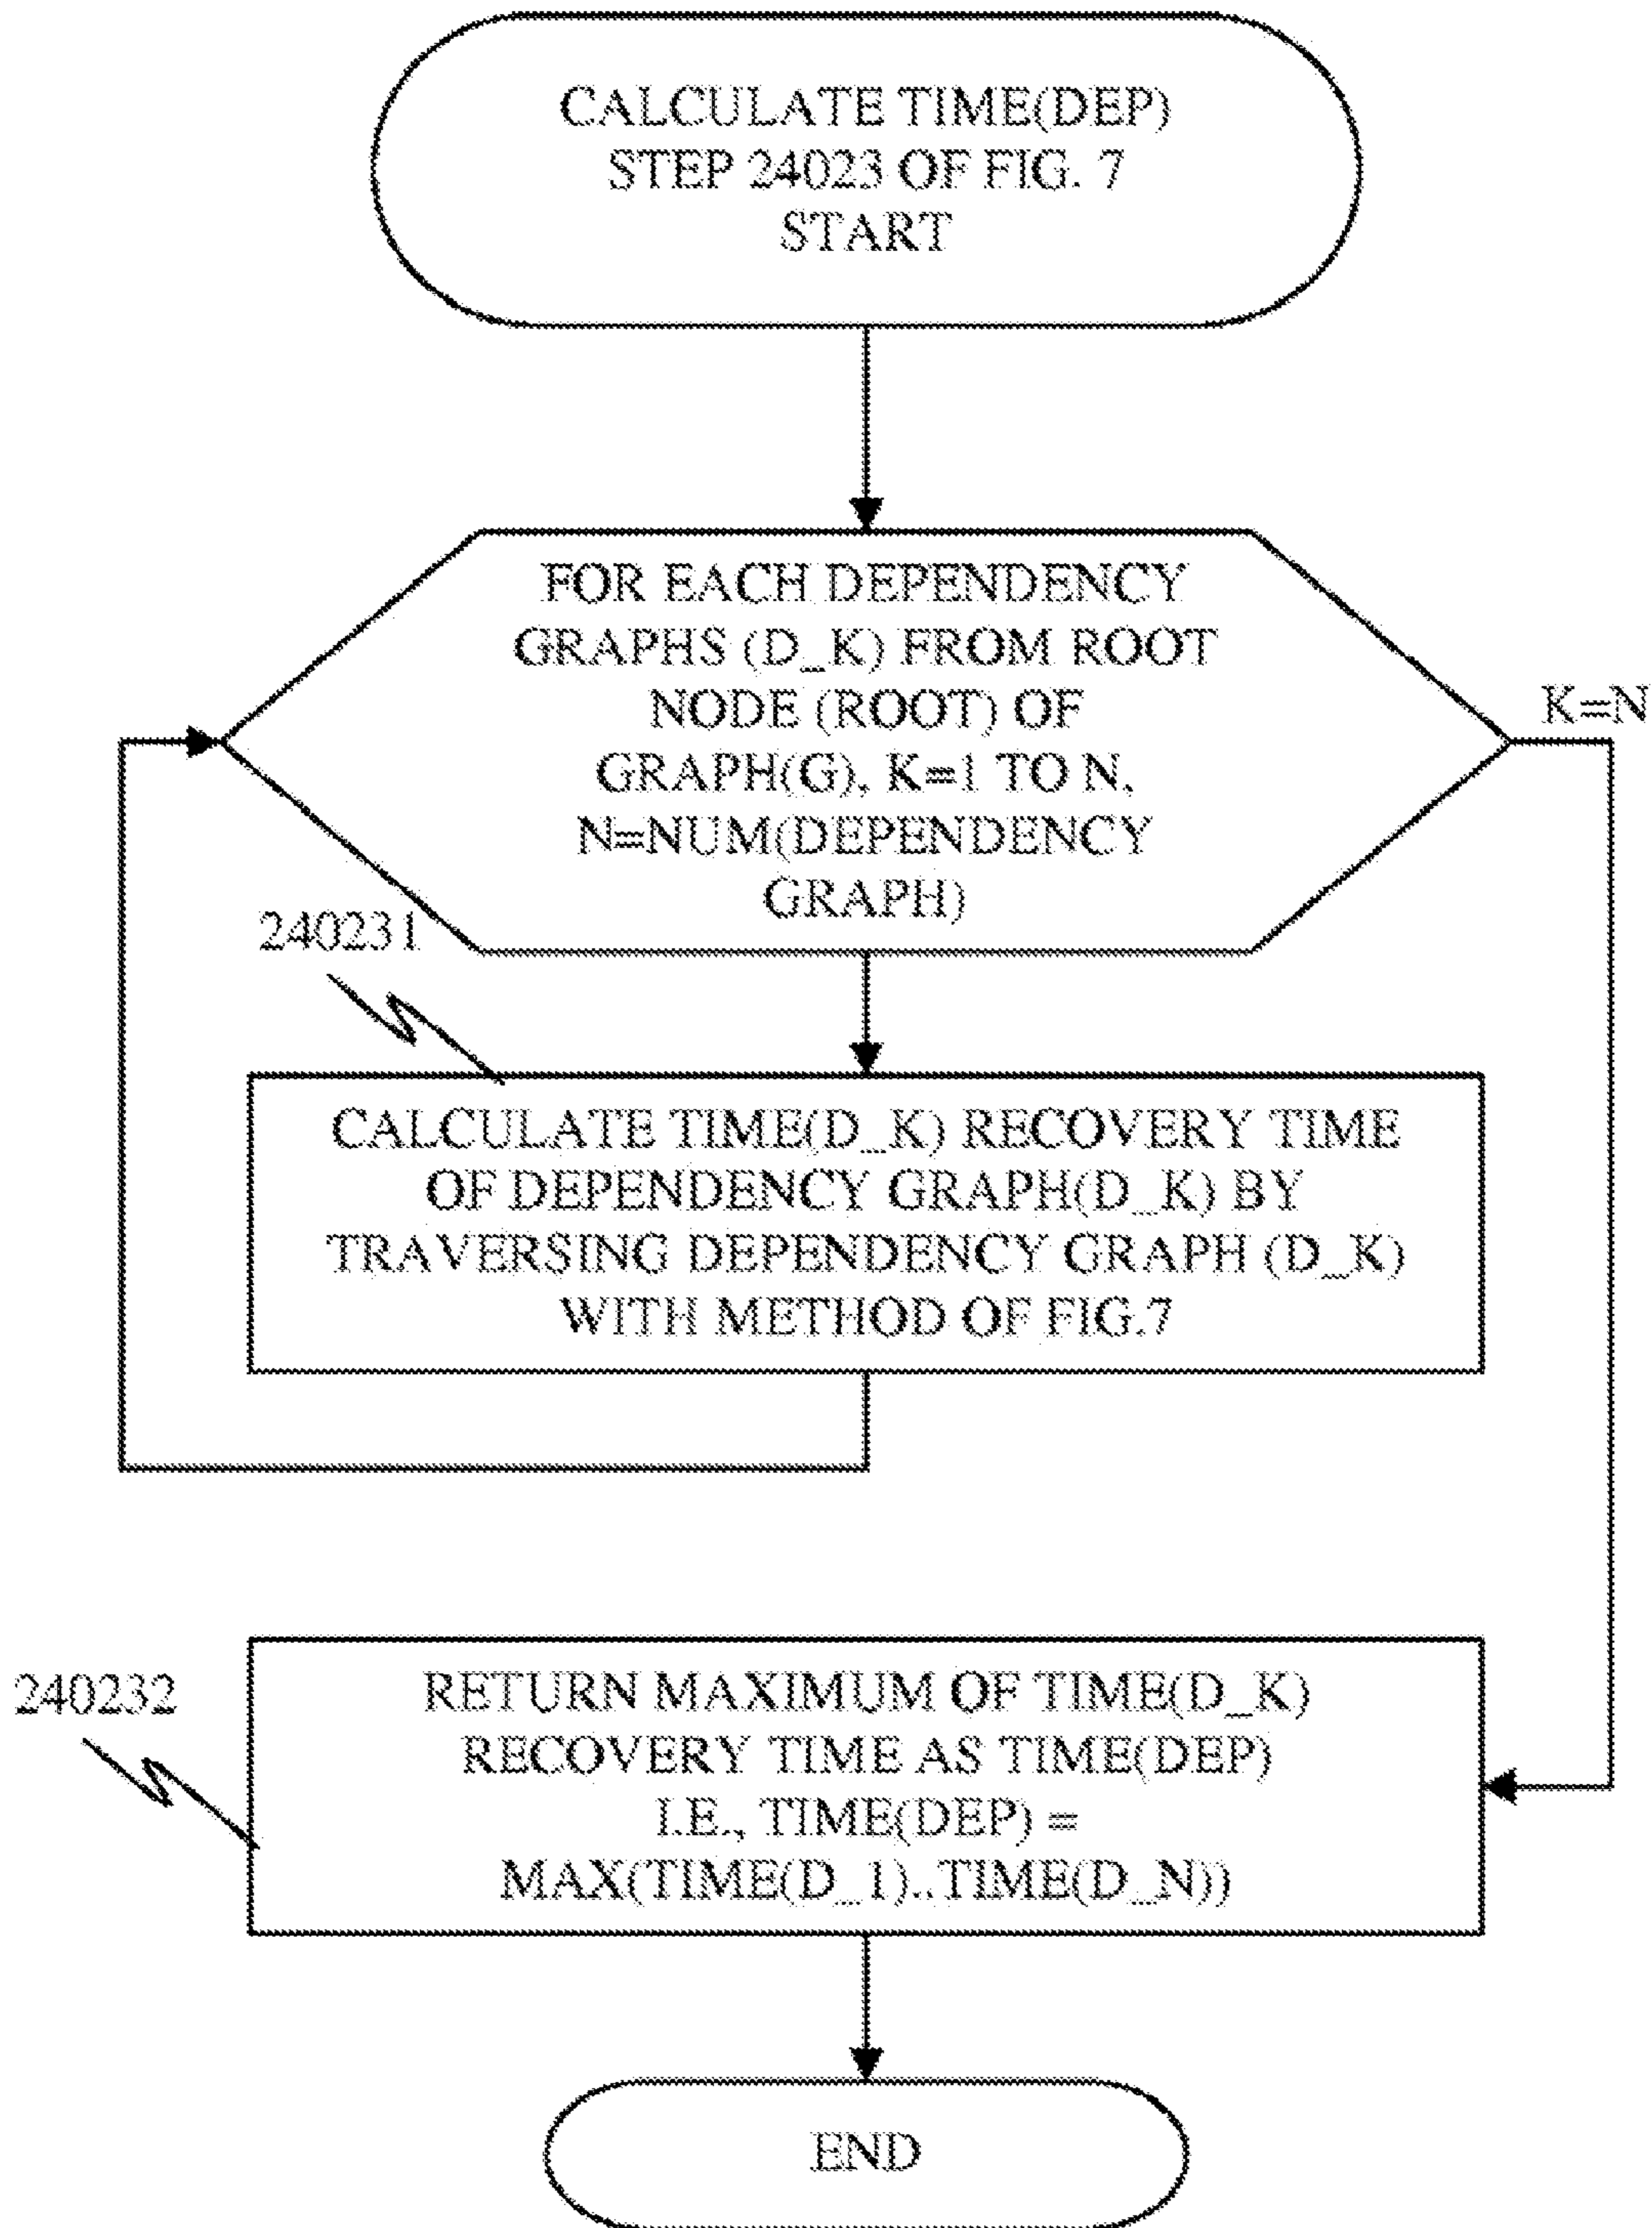 CALCULATE TIME(DEP)
STEP 24023 OF FIG. 7
START
FOR EACH DEPENDENCY
GRAPHS (D_K) FROM ROOT
NODE (ROOT) OF
GRAPH(G), K=1 TO N,
N=NUM(DEPENDENCY
GRAPH)
K=N
240231
CALCULATE TIME(D_K) RECOVERY TIME
OF DEPENDENCY GRAPH(D_K) BY
TRAVERSING DEPENDENCY GRAPH (D_K)
WITH METHOD OF FIG.7
240232
RETURN MAXIMUM OF TIME(D_K)
RECOVERY TIME AS TIME(DEP)
I.E., TIME(DEP) =
MAX(TIME(D_1)..TIME(D_N))
END